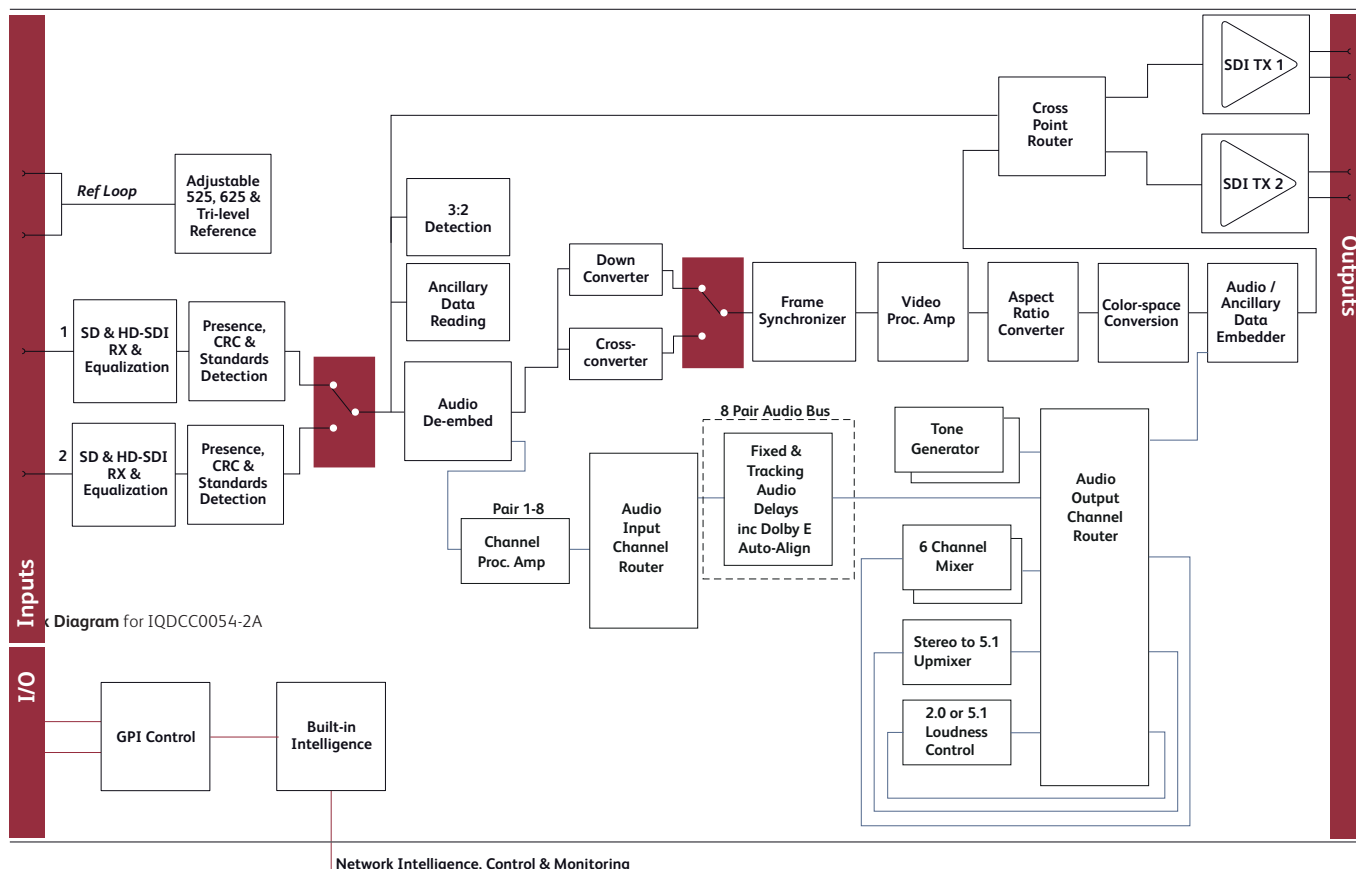 SDI TX 1
Cross
Point
Router
SDI TX 2
Ref Loop
Adjustable
525, 625 &
Tri-level
Reference
3:2
Detection
Ancillary
Data
Reading
Down
Converter
Cross-
converter
Frame
Synchronizer
Video
Proc. Amp
Aspect
Ratio
Converter
Color-space
Conversion
Audio /
Ancillary
Data
Embedder
Outputs
1
SD & HD-SDI
RX &
Equalization
Presence,
CRC &
Standards
Detection
Audio
De-embed
2
SD & HD-SDI
RX &
Equalization
Presence,
CRC &
Standards
Detection
8 Pair Audio Bus
Fixed &
Tracking
Audio
Delays
inc Dolby E
Auto-Align
Tone
Generator
Audio
Output
Channel
Router
Pair 1-8
Channel
Proc. Amp
Audio
Input
Channel
Router
6 Channel
Mixer
Stereo to 5.1
Upmixer
2.0 or 5.1
Loudness
Control
Inputs
k Diagram for IQDCC0054-2A
I/O
GPI Control
Built-in
Intelligence
Network Intelligence, Control & Monitoring